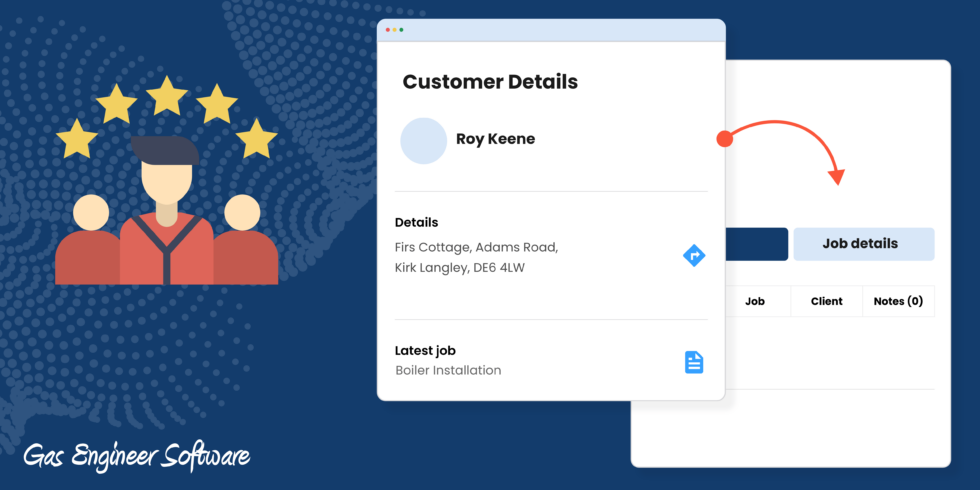 Customer Details
Roy Keene
Details
Firs Cottage, Adams Road,
Kirk Langley, DE6 4LW
Latest job
Boiler Installation
Job details
Job Client Notes (0)
Gas Engineer Software